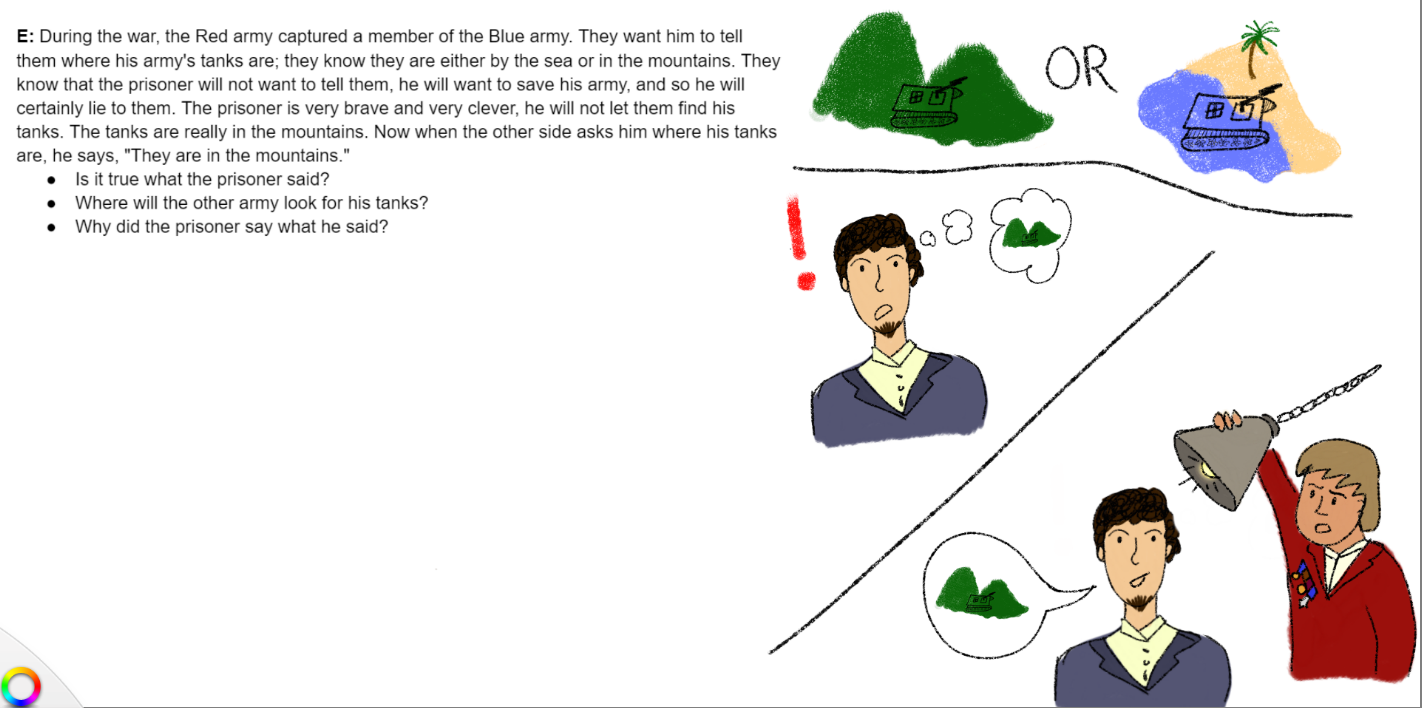 E: During the war, the Red army captured a member of the Blue army. They want him to tell
them where his army's tanks are; they know they are either by the sea or in the mountains. They
know that the prisoner will not want to tell them, he will want to save his army, and so he will
certainly lie to them. The prisoner is very brave and very clever, he will not let them find his
tanks. The tanks are really in the mountains. Now when the other side asks him where his tanks
are, he says, "They are in the mountains."
● Is it true what the prisoner said?
● Where will the other army look for his tanks?
● Why did the prisoner say what he said?
OR
!